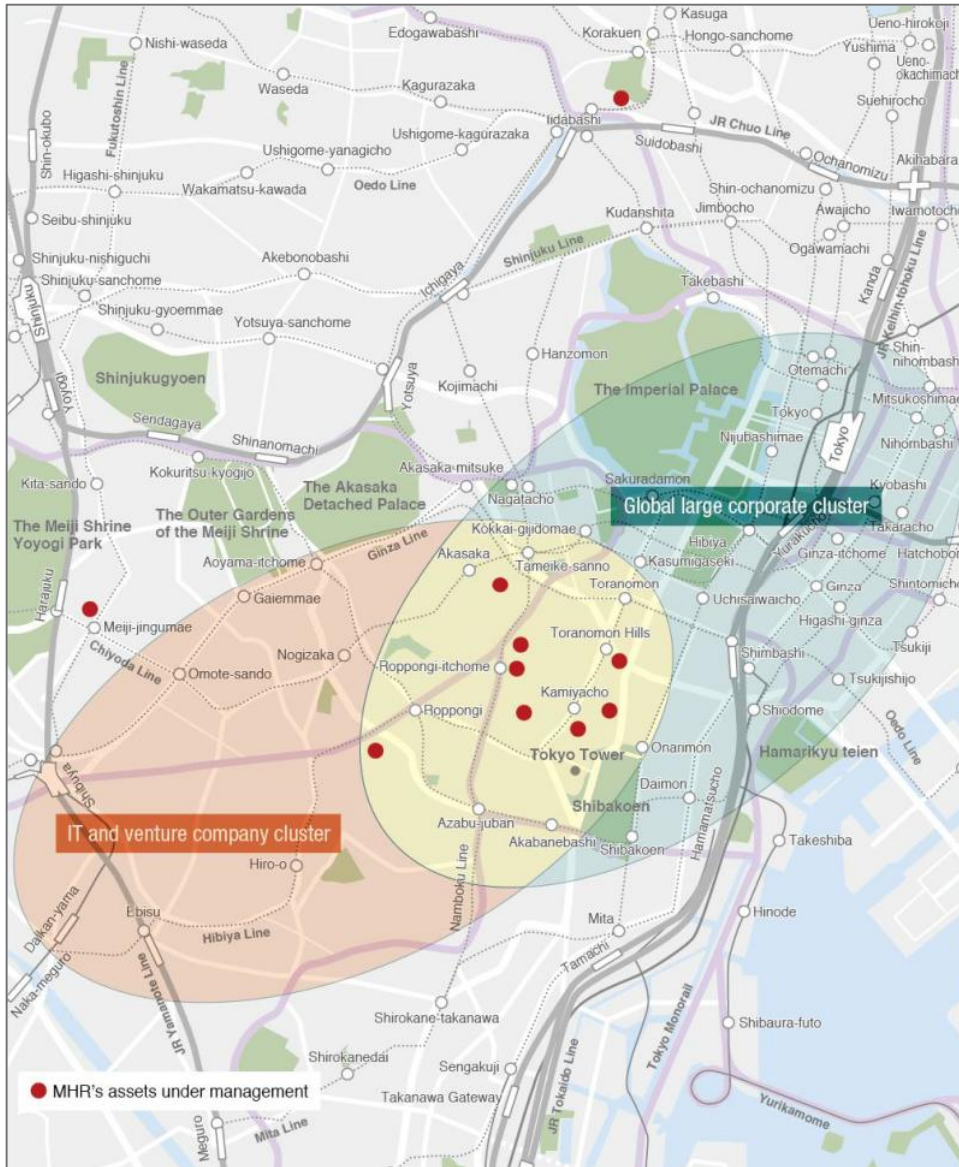 Kasuga
Ueno-hirokoji
Edogawabashi
Korakuen
Hongo-sanchome
Yushima
Nishi-waseda
Ueno-
okachimach
Fukutoshin Line
Waseda
Kagurazaka
Suehirocho
Iidabashi
JR Chuo Line
Shin-okubo
Ushigome-kagurazaka
Suidobashi
Ushigome-yanagicho
Ochanomizu
Akihabara
Higashi-shinjuku
Wakamatsu-kawada
Oedo Line
Shin-ochanomizu
Seibu-shinjuku
Kudanshita
Jimbocho
Awajicho
Iwamotocho
Ogawamachi
Shinjuku-nishiguchi
Akebonobashi
Shinjuku Line
Kanda
JR Keihin-tohoku Line
Shinjuku-sanchome
Ichigaya
Takebashi
Shinjuku
Shinjuku-gyoemmae
Yotsuya-sanchome
Hanzomon
Shin-
nihombashi
Otemachi
Shinjukugyoen
Yotsuya
Kojimachi
The Imperial Palace
Mitsukoshimae
Yoyogi
Tokyo
Tokyo
Sendagaya
Shinanomachi
Nijubashimae
Nihombashi
Kokuritsu-kyogijo
Akasaka-mitsuke
Sakuradamon
Kyobashi
Kita-sando
The Akasaka
Detached Palace
Nagatacho
Global large corporate cluster
The Meiji Shrine
Yoyogi Park
The Outer Gardens
of the Meiji Shrine
Ginza Line
Kokkai-gijidomae
Hibiya
Yurakucho
Takaracho
Akasaka
Tameike-sanno
Kasumigaseki
Ginza-itchome
Hatchobor
Aoyama-itchome
Toranomon
Harajuku
Gaiemmae
Uchisaiwaicho
Ginza
Shintomicho
Meiji-jingumae
Toranomon Hills
Higashi-ginza
Chiyoda Line
Nogizaka
Shimbashi
Tsukiji
Omote-sando
Roppongi-itchome
Tsukijishijo
Kamiyacho
Roppongi
Shiodome
Oedo Line
Tokyo Tower
Onarimon
Hamarikyu teien
Shibuya
Daimon
Shibakoen
Hamamatsucho
IT and venture company cluster
Azabu-juban
Akabanebashi
Shibakoen
Takeshiba
Hiro-o
Namboku Line
Daikan-yama
Ebisu
Hibiya Line
Mita
Hinode
Naka-meguro
Tamachi
JR Yamanote Line
Shirokane-takanawa
Tokyo Monorail
Shibaura-futo
Shirokanedai
Sengakuji
JR Tokaido Line
MHR's assets under management
Takanawa Gateway
Yurikamome
Meguro
Mita Line